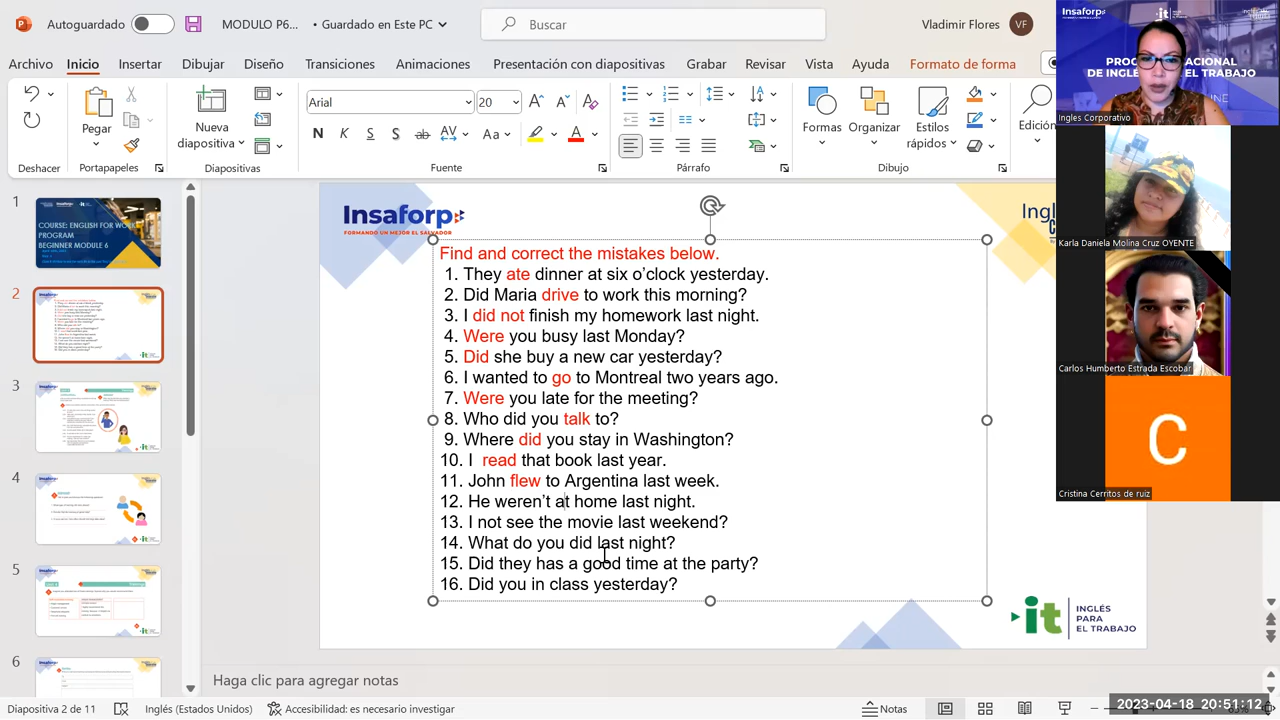 Autoguardado
MODULO P6... • Guardar en este PC
Buscar
Vladimir Flores
VF
Archivo
Inicio
Insertar
Dibujar
Diseño
Transiciones
Animaciones
Presentación con diapositivas
Grabar
Revisar
Vista
Ayuda
Formato de forma
Pegar
Nueva
diapositiva
Arial
20
N K S S AV Aa A
Formas
Organizar
Estilos
rápidos
Edición
Deshacer
Portapapeles
Diapositivas
Fuente
Párrafo
Dibujo
1
COURSE: ENGLISH FOR WORK
PROGRAM
BEGINNER MODULE 6
2
3
4
5
6
Insaforp
FORMANDO UN MEJOR EL SALVADOR
Find and correct the mistakes below.
1. They ate dinner at six o’clock yesterday.
2. Did Maria drive to work this morning?
3. I did not finish my homework last night.
4. Were you busy last Monday?
5. Did she buy a new car yesterday?
6. I wanted to go to Montreal two years ago.
7. Were you late for the meeting?
8. Who did you talk to?
9. Where did you stay in Washington?
10. I read that book last year.
11. John flew to Argentina last week.
12. He weren’t at home last night.
13. I not see the movie last weekend?
14. What do you did last night?
15. Did they has a good time at the party?
16. Did you in class yesterday?
it
INGLÉS
PARA
EL TRABAJO
Insaforp
it
Ingles Corporativo
Karla Daniela Molina Cruz OYENTE
Carlos Humberto Estrada Escobar
C
Cristina Cerritos de ruiz
Haga clic para agregar notas
Diapositiva 2 de 11
Inglés (Estados Unidos)
Accesibilidad: es necesario investigar
Notas
2023-04-18 20:51:12